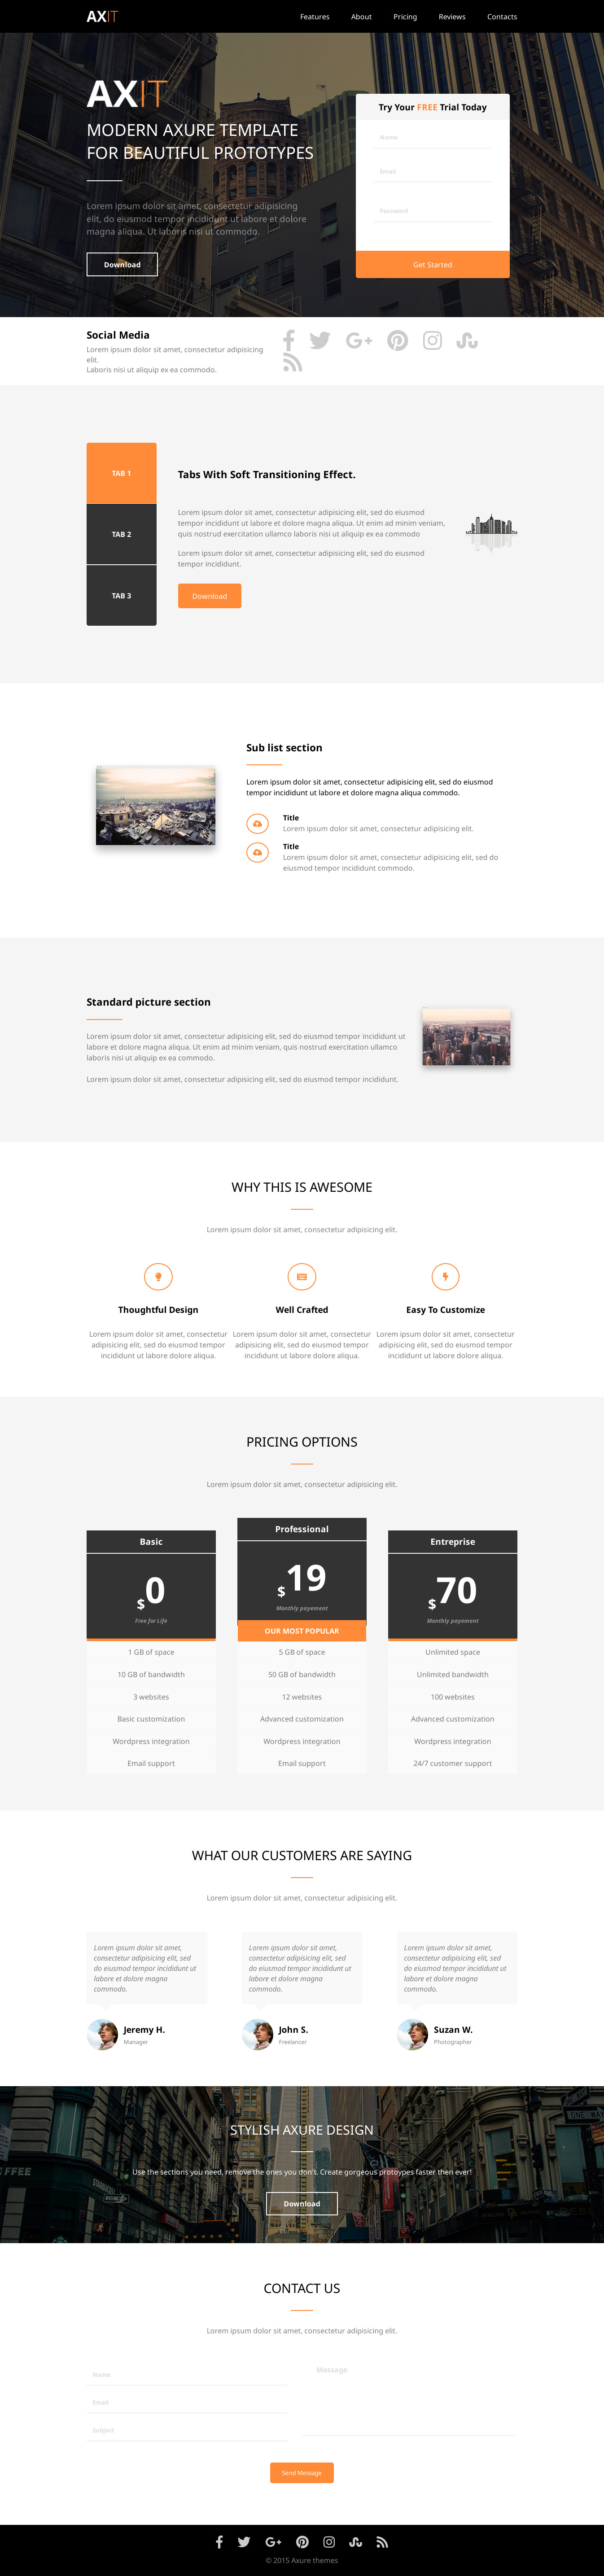 AXIT
Features About Pricing Reviews Contacts
AXIT
MODERN AXURE TEMPLATE
FOR BEAUTIFUL PROTOTYPES
Lorem ipsum dolor sit amet, consectetur adipisicing
elit, do eiusmod tempor incididunt ut labore et dolore
magna aliqua. Ut laboris nisi ut commodo.
Download
Try Your FREE Trial Today
Name
Email
Password
Get Started
Social Media
Lorem ipsum dolor sit amet, consectetur adipisicing
elit.
Laboris nisi ut aliquip ex ea commodo.
TAB 1
TAB 2
TAB 3
Tabs With Soft Transitioning Effect.
Lorem ipsum dolor sit amet, consectetur adipisicing elit, sed do eiusmod
tempor incididunt ut labore et dolore magna aliqua. Ut enim ad minim veniam,
quis nostrud exercitation ullamco laboris nisi ut aliquip ex ea commodo
Lorem ipsum dolor sit amet, consectetur adipisicing elit, sed do eiusmod
tempor incididunt.
Download
Sub list section
Lorem ipsum dolor sit amet, consectetur adipisicing elit, sed do eiusmod
tempor incididunt ut labore et dolore magna aliqua commodo.
Title
Lorem ipsum dolor sit amet, consectetur adipisicing elit.
Title
Lorem ipsum dolor sit amet, consectetur adipisicing elit, sed do
eiusmod tempor incididunt commodo.
Standard picture section
Lorem ipsum dolor sit amet, consectetur adipisicing elit, sed do eiusmod tempor incididunt ut
labore et dolore magna aliqua. Ut enim ad minim veniam, quis nostrud exercitation ullamco
laboris nisi ut aliquip ex ea commodo.
Lorem ipsum dolor sit amet, consectetur adipisicing elit, sed do eiusmod tempor incididunt.
WHY THIS IS AWESOME
Lorem ipsum dolor sit amet, consectetur adipisicing elit.
Thoughtful Design
Lorem ipsum dolor sit amet, consectetur
adipisicing elit, sed do eiusmod tempor
incididunt ut labore dolore aliqua.
Well Crafted
Lorem ipsum dolor sit amet, consectetur
adipisicing elit, sed do eiusmod tempor
incididunt ut labore dolore aliqua.
Easy To Customize
Lorem ipsum dolor sit amet, consectetur
adipisicing elit, sed do eiusmod tempor
incididunt ut labore dolore aliqua.
PRICING OPTIONS
Lorem ipsum dolor sit amet, consectetur adipisicing elit.
Basic
$0
Free for Life
1 GB of space
10 GB of bandwidth
3 websites
Basic customization
Wordpress integration
Email support
Professional
$19
Monthly payement
OUR MOST POPULAR
5 GB of space
50 GB of bandwidth
12 websites
Advanced customization
Wordpress integration
Email support
Entreprise
$70
Monthly payement
Unlimited space
Unlimited bandwidth
100 websites
Advanced customization
Wordpress integration
24/7 customer support
WHAT OUR CUSTOMERS ARE SAYING
Lorem ipsum dolor sit amet, consectetur adipisicing elit.
Lorem ipsum dolor sit amet,
consectetur adipisicing elit, sed
do eiusmod tempor incididunt ut
labore et dolore magna
commodo.
Jeremy H.
Manager
Lorem ipsum dolor sit amet,
consectetur adipisicing elit, sed
do eiusmod tempor incididunt ut
labore et dolore magna
commodo.
John S.
Freelancer
Lorem ipsum dolor sit amet,
consectetur adipisicing elit, sed
do eiusmod tempor incididunt ut
labore et dolore magna
commodo.
Suzan W.
Photographer
STYLISH AXURE DESIGN
Use the sections you need, remove the ones you don't. Create gorgeous protoypes faster then ever!
Download
ONE WAY
FFEE
CONTACT US
Lorem ipsum dolor sit amet, consectetur adipisicing elit.
Name
Email
Subject
Message
Send Message
© 2015 Axure themes